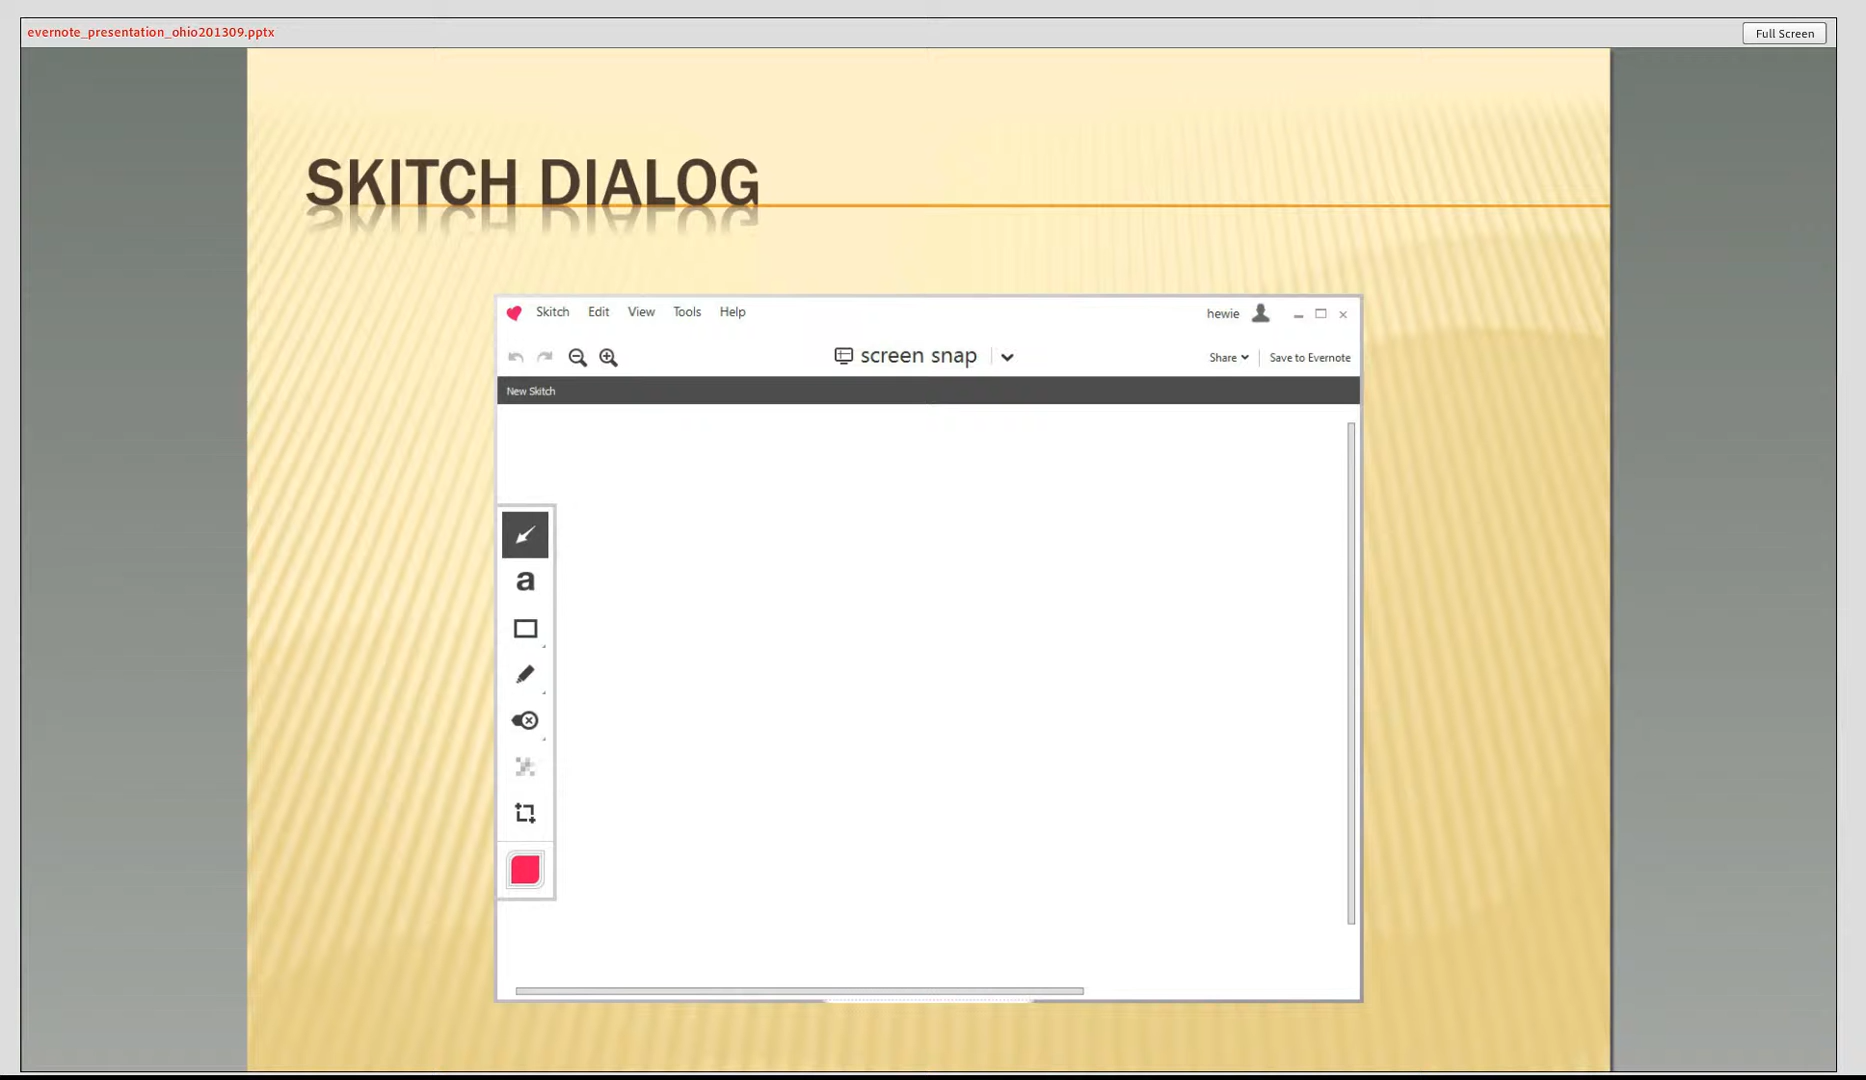 evernote_presentation_ohio201309.pptx
Full Screen
SKITCH DIALOG
Skitch Edit View Tools Help
hewie
screen snap
Share
Save to Evernote
New Skitch
a